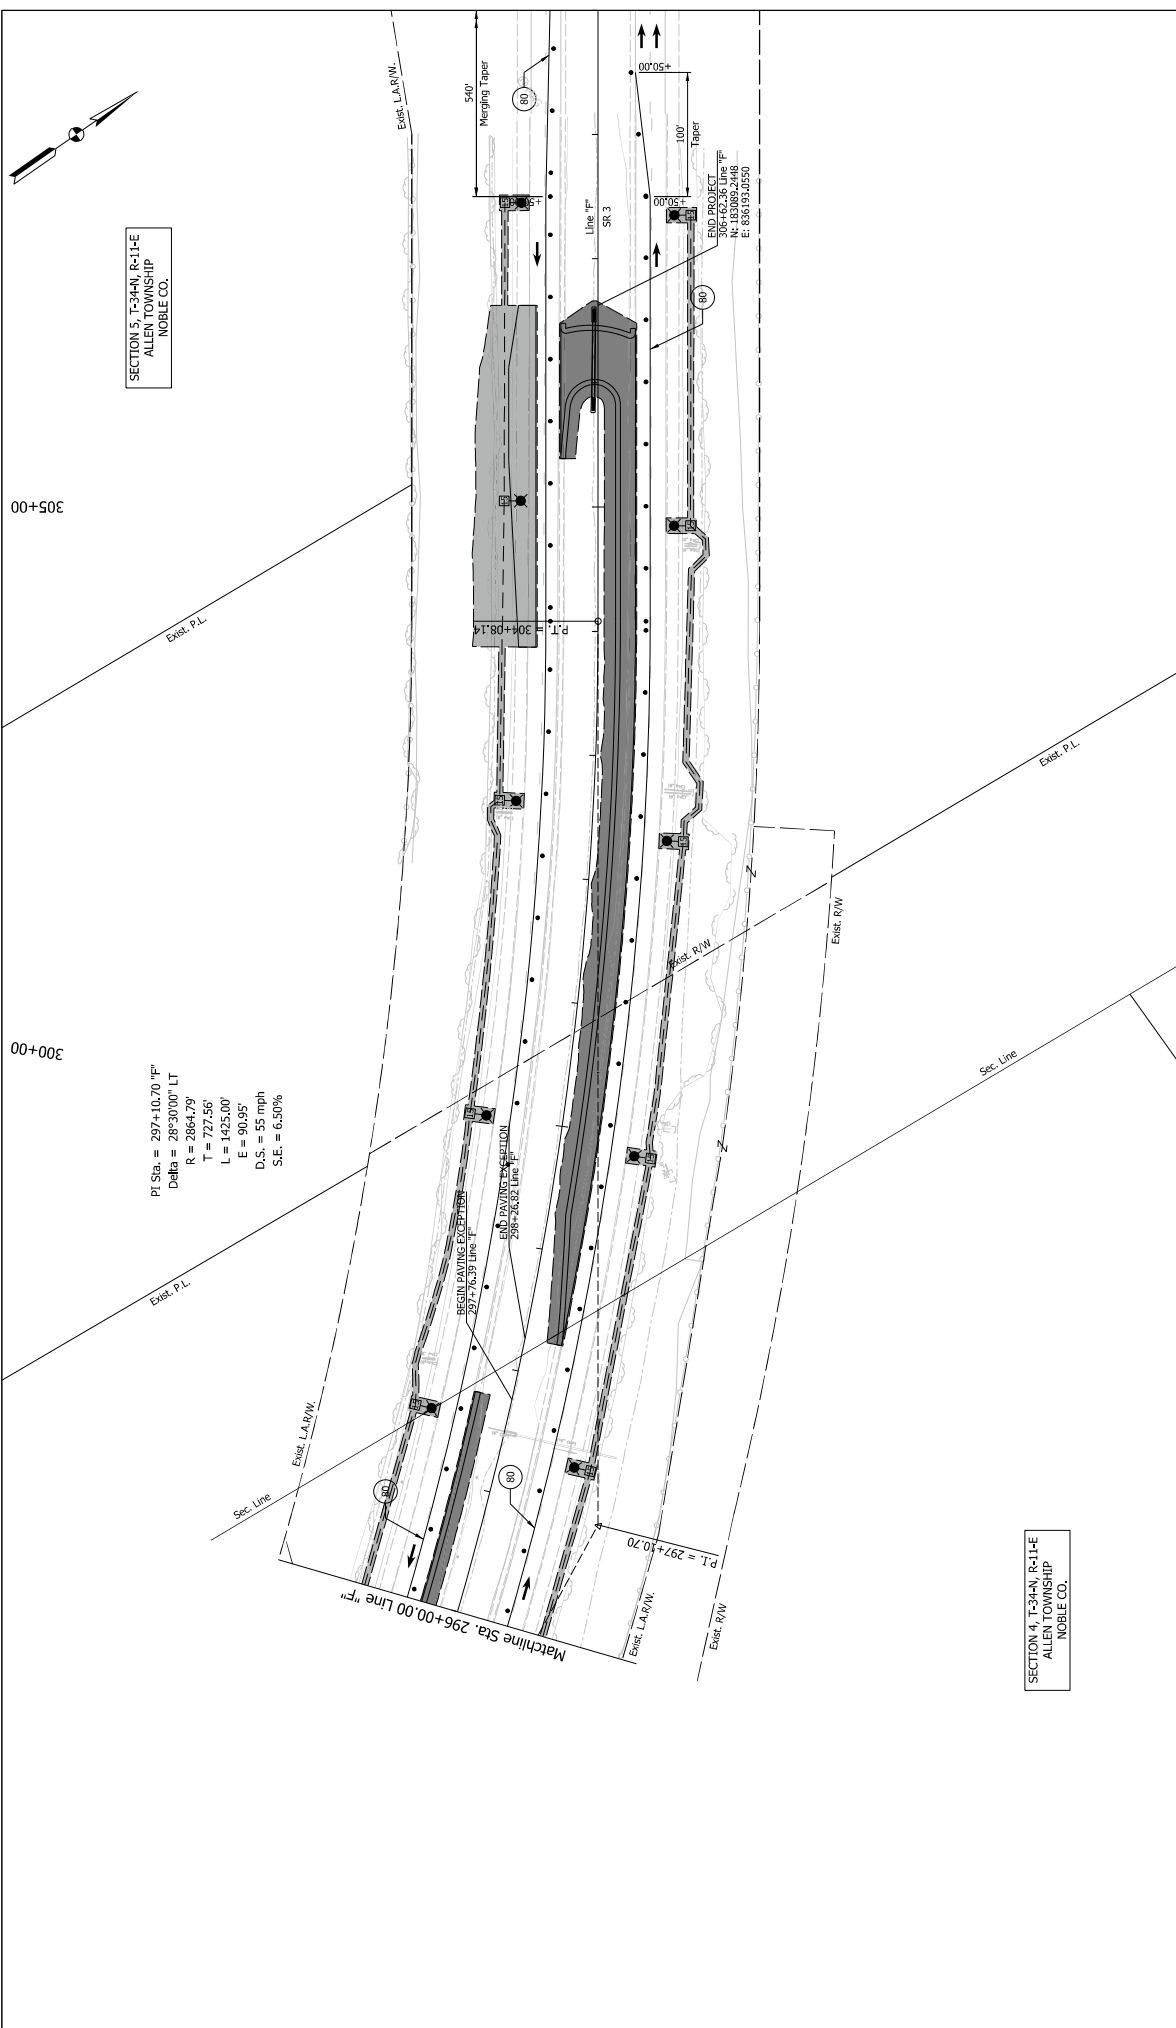 Exist. L.A.R/W.
540'
Merging Taper
80
+50.00
100'
Taper
Line "F"
SR 3
+50.00
+50.00
END PROJECT
306+62.36 Line "F"
N: 183089.2448
E: 836193.0550
80
SECTION 5, T-34-N, R-11-E
ALLEN TOWNSHIP
NOBLE CO.
305+00
Exist. P.L.
P.T. = 304+08.14
Exist. P.L.
Exist. R/W
Exist. R/W
300+00
Sec. Line
PI Sta. = 297+10.70 "F"
Delta = 28°30'00" LT
R = 2864.79'
T = 727.56'
L = 1425.00'
E = 90.95'
D.S. = 55 mph
S.E. = 6.50%
END PAVING EXCEPTION
298+26.82 Line "F"
BEGIN PAVING EXCEPTION
297+76.39 Line "F"
Exist. P.L.
Exist. L.A.R/W.
Sec. Line
80
80
P.I. = 297+10.70
Matchline Sta. 296+00.00 Line "F"
Exist. L.A.R/W.
Exist. R/W
SECTION 4, T-34-N, R-11-E
ALLEN TOWNSHIP
NOBLE CO.